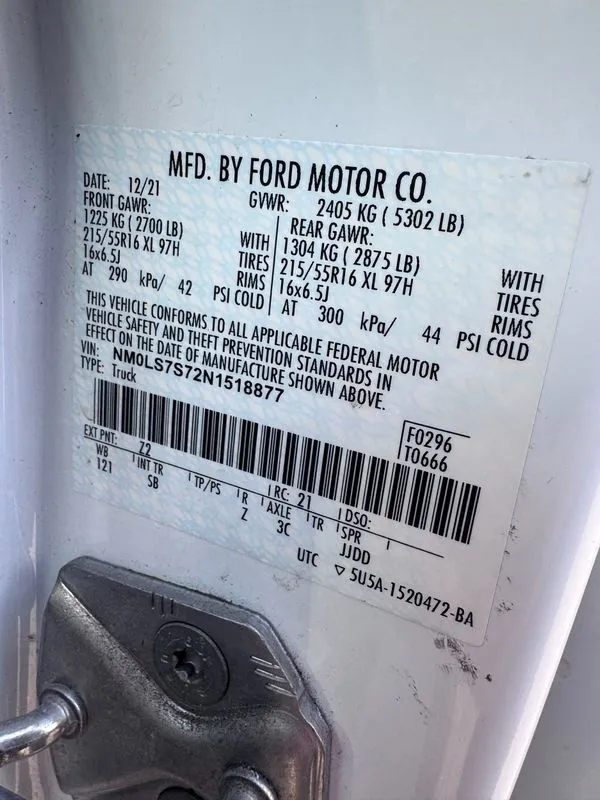 MFD. BY FORD MOTOR CO.
DATE: 12/21
GVWR: 2405 KG ( 5302 LB)
FRONT GAWR:
1225 KG (2700 LB) WITH
215/55R16 XL 97H TIRES
16x6.5J RIMS
AT 290 kPa/ 42 PSI COLD
REAR GAWR:
1304 KG ( 2875 LB) WITH
215/55R16 XL 97H TIRES
16x6.5J RIMS
AT 300 kPa/ 44 PSI COLD
THIS VEHICLE CONFORMS TO ALL APPLICABLE FEDERAL MOTOR
VEHICLE SAFETY AND THEFT PREVENTION STANDARDS IN
EFFECT ON THE DATE OF MANUFACTURE SHOWN ABOVE.
VIN: NM0LS7S72N1518877
TYPE: Truck
F0296
T0666
EXT PNT: Z2 RC: 21 DSO:
WB INT TR TP/PS R AXLE TR SPR
121 SB Z 3C JJDD
UTC ▽ 5U5A-1520472-BA